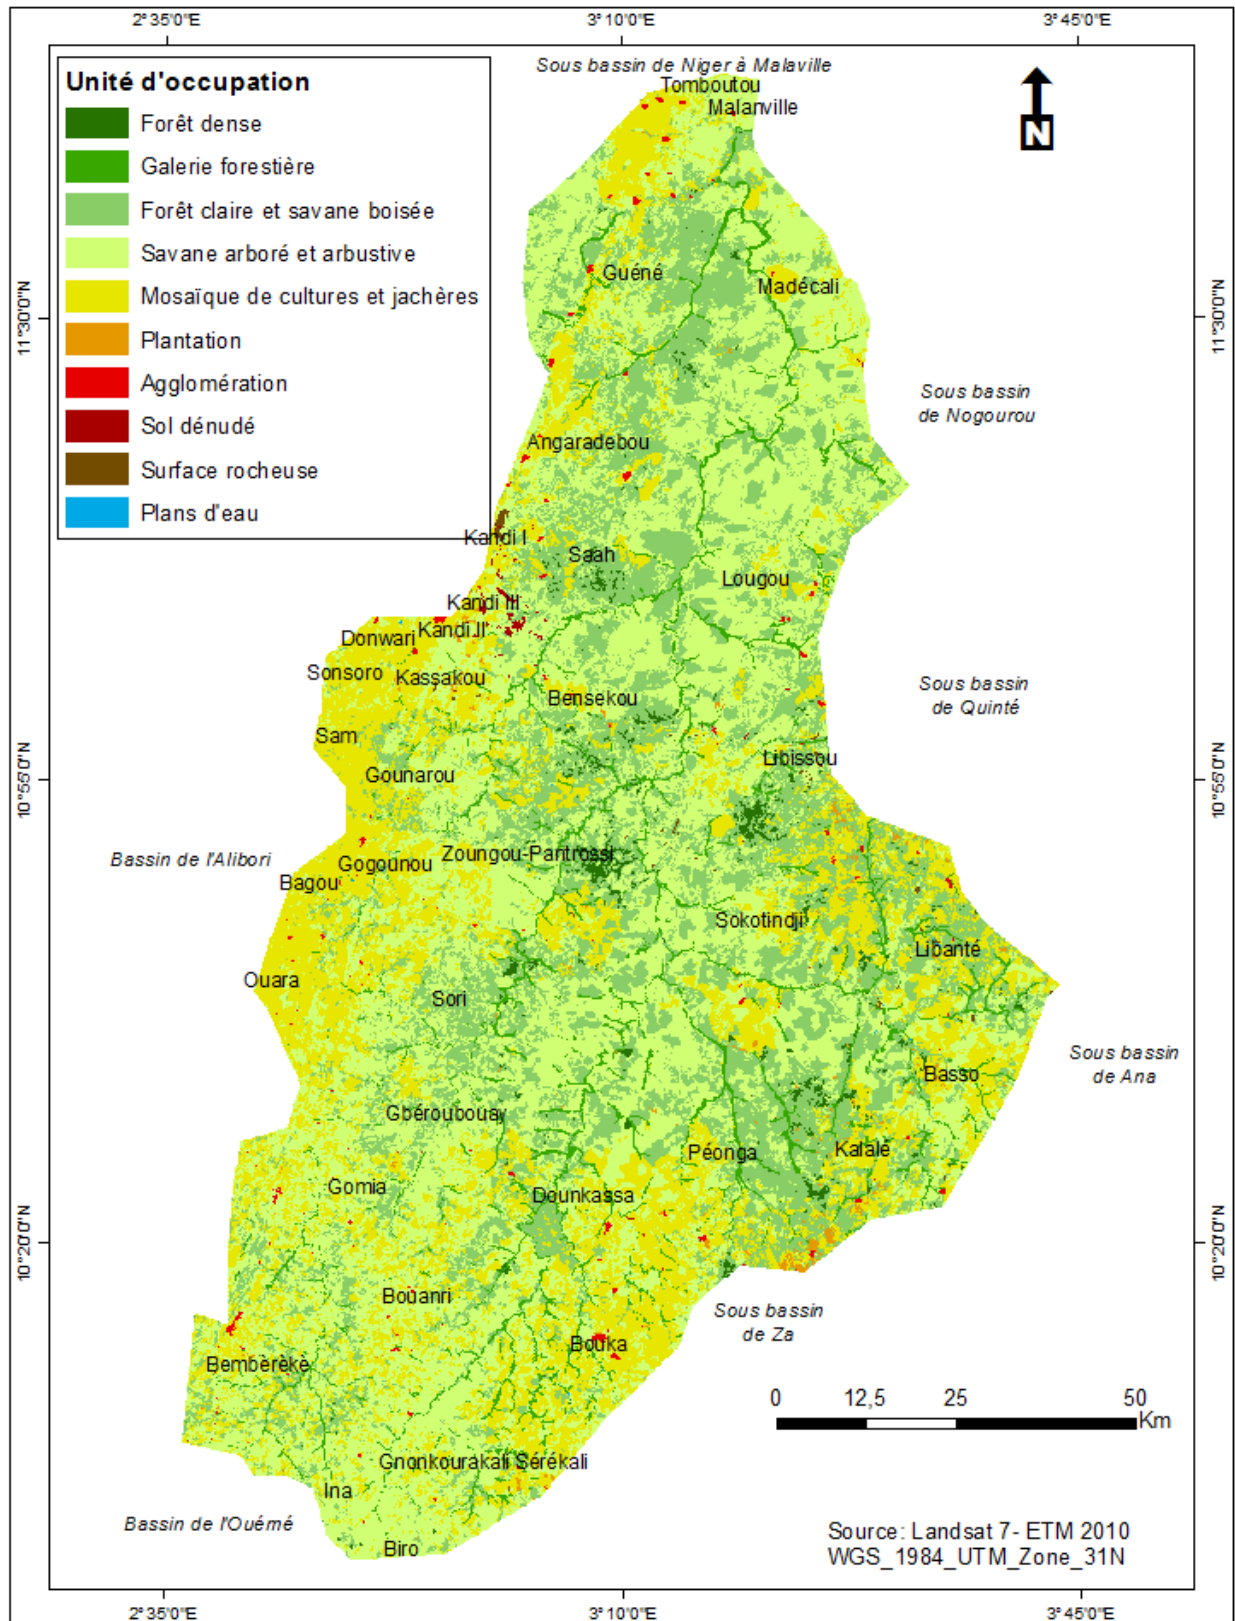 2°35'0"E
3°10'0"E
3°45'0"E
Unité d'occupation
Forêt dense
Galerie forestière
Forêt claire et savane boisée
Savane arboré et arbustive
Mosaïque de cultures et jachères
Plantation
Agglomération
Sol dénudé
Surface rocheuse
Plans d'eau
Sous bassin de Niger à Malaville
Tomboutou
Malanville
N
Guéné
Madécali
11°30'0"N
11°30'0"N
Sous bassin
de Nogourou
Angaradebou
Kandi I
Saah
Lougou
Kandi III
Kandi II
Donwari
Sonsoro
Kassakou
Bensekou
Sous bassin
de Quinté
Sam
Gounarou
Libissou
10°55'0"N
10°55'0"N
Bassin de l'Alibori
Gogounou
Zoungou-Pantrossi
Bagou
Sokotindji
Libanté
Ouara
Sori
Sous bassin
de Ana
Basso
Gbéroubouay
Péonga
Kalalé
Gomia
Dounkassa
10°20'0"N
10°20'0"N
Bouanri
Sous bassin
de Za
Bouka
Bembèrèkè
0 12,5 25 50
Km
Gnonkourakali
Sérékali
Ina
Bassin de l'Ouémé
Biro
Source: Landsat 7- ETM 2010
WGS_1984_UTM_Zone_31N
2°35'0"E
3°10'0"E
3°45'0"E